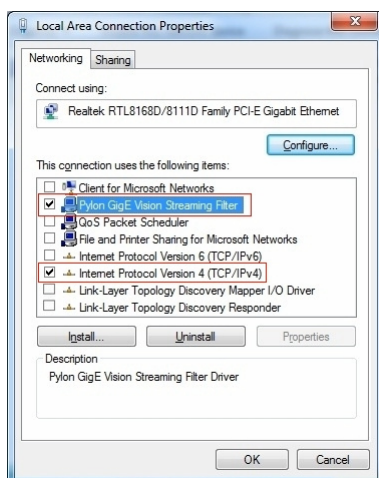 Local Area Connection Properties
Networking
Sharing
Connect using:
Realtek RTL8168D/8111D Family PCI-E Gigabit Ethernet
Configure...
This connection uses the following items:
Client for Microsoft Networks
Pylon GigE Vision Streaming Filter
QoS Packet Scheduler
File and Printer Sharing for Microsoft Networks
Internet Protocol Version 6 (TCP/IPv6)
Internet Protocol Version 4 (TCP/IPv4)
Link-Layer Topology Discovery Mapper I/O Driver
Link-Layer Topology Discovery Responder
Install...
Uninstall
Properties
Description
Pylon GigE Vision Streaming Filter Driver
OK
Cancel